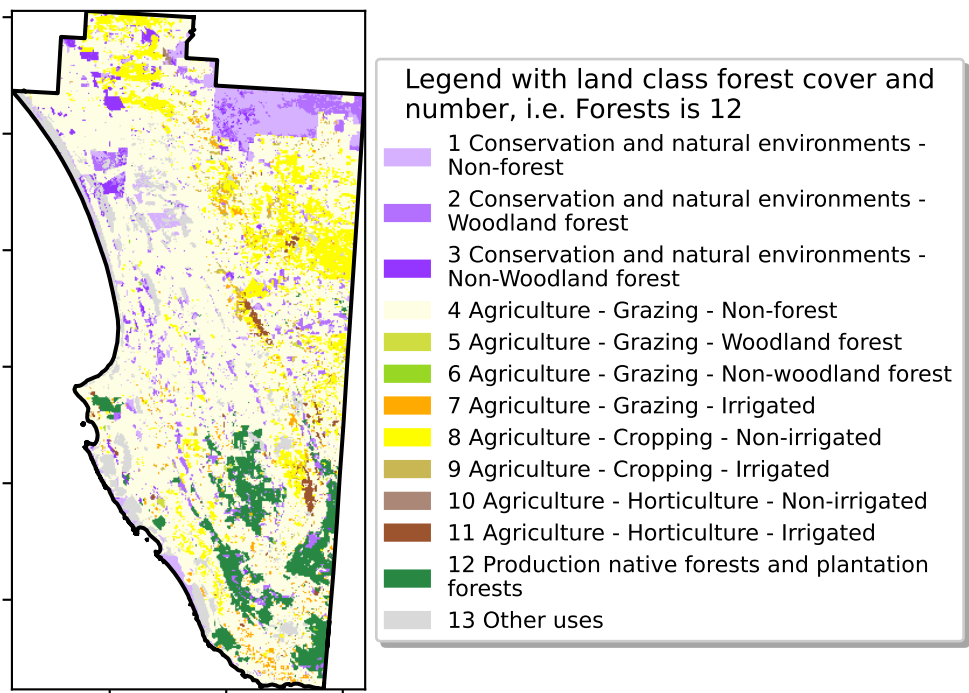 Legend with land class forest cover and
number, i.e. Forests is 12
1 Conservation and natural environments -
Non-forest
2 Conservation and natural environments -
Woodland forest
3 Conservation and natural environments -
Non-Woodland forest
4 Agriculture - Grazing - Non-forest
5 Agriculture - Grazing - Woodland forest
6 Agriculture - Grazing - Non-woodland forest
7 Agriculture - Grazing - Irrigated
8 Agriculture - Cropping - Non-irrigated
9 Agriculture - Cropping - Irrigated
10 Agriculture - Horticulture - Non-irrigated
11 Agriculture - Horticulture - Irrigated
12 Production native forests and plantation
forests
13 Other uses